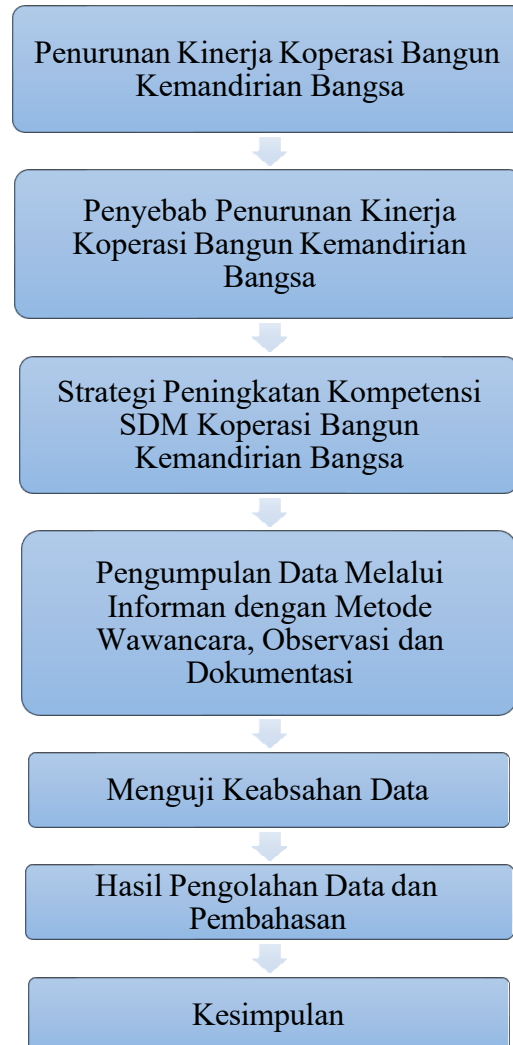 Penurunan Kinerja Koperasi Bangun
Kemandirian Bangsa
Penyebab Penurunan Kinerja
Koperasi Bangun Kemandirian
Bangsa
Strategi Peningkatan Kompetensi
SDM Koperasi Bangun
Kemandirian Bangsa
Pengumpulan Data Melalui
Informan dengan Metode
Wawancara, Observasi dan
Dokumentasi
Menguji Keabsahan Data
Hasil Pengolahan Data dan
Pembahasan
Kesimpulan